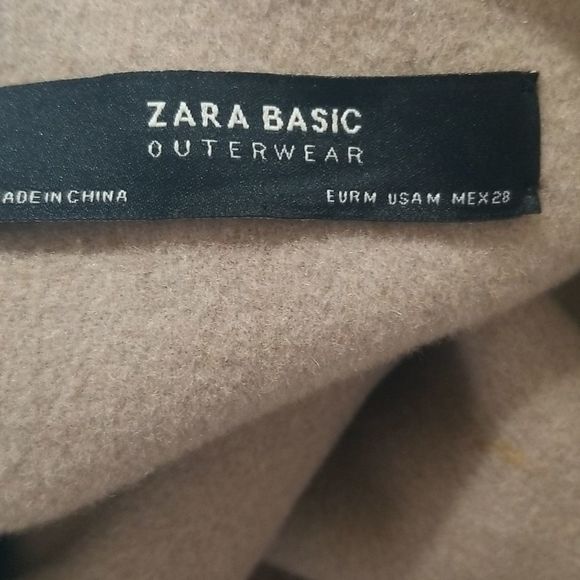 ZARA BASIC
OUTERWEAR
ADE IN CHINA EUR M USA M MEX 28